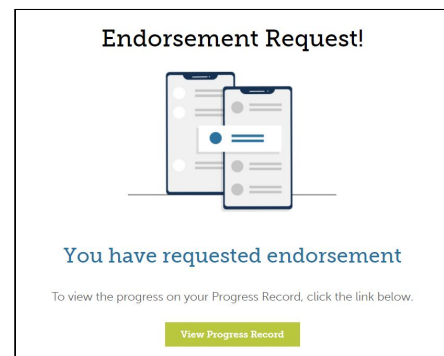 Endorsement Request!
You have requested endorsement
To view the progress on your Progress Record, click the link below.
View Progress Record